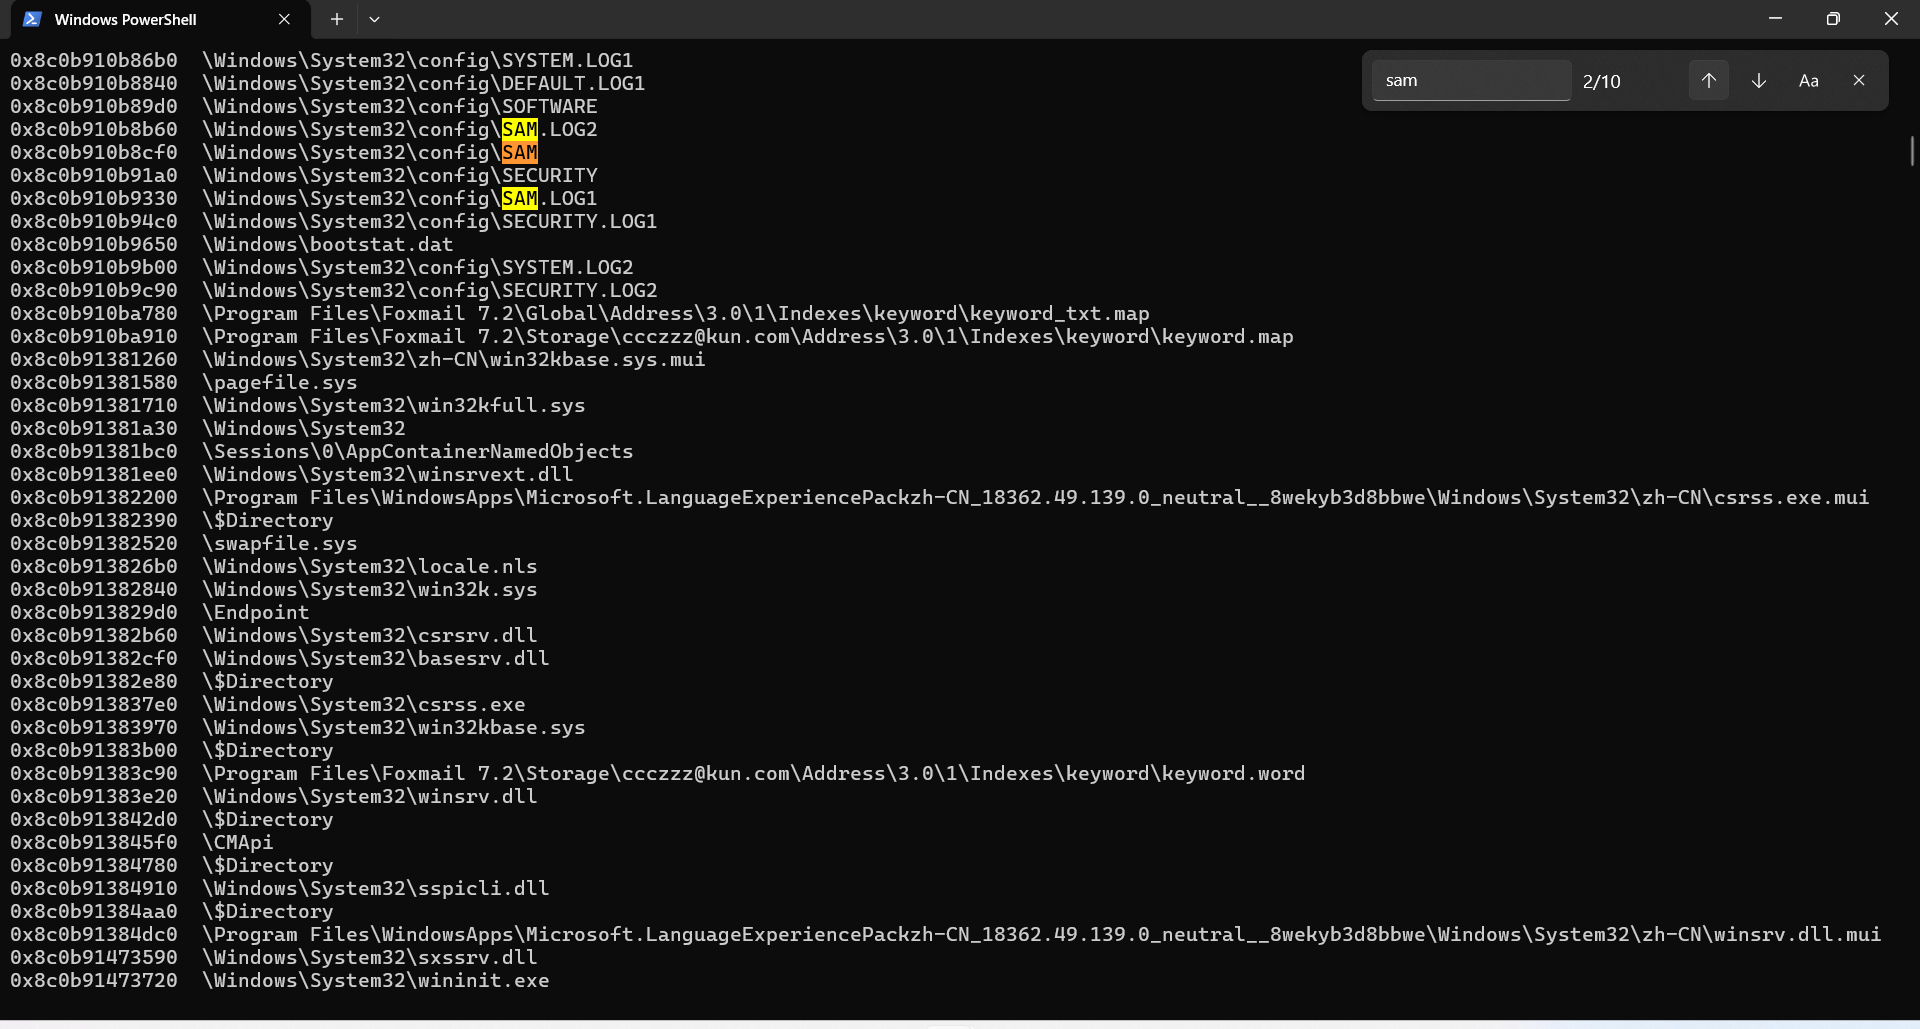 Windows PowerShell
sam 2/10 Aa
0x8c0b910b86b0 \Windows\System32\config\SYSTEM.LOG1
0x8c0b910b8840 \Windows\System32\config\DEFAULT.LOG1
0x8c0b910b89d0 \Windows\System32\config\SOFTWARE
0x8c0b910b8b60 \Windows\System32\config\SAM.LOG2
0x8c0b910b8cf0 \Windows\System32\config\SAM
0x8c0b910b91a0 \Windows\System32\config\SECURITY
0x8c0b910b9330 \Windows\System32\config\SAM.LOG1
0x8c0b910b94c0 \Windows\System32\config\SECURITY.LOG1
0x8c0b910b9650 \Windows\bootstat.dat
0x8c0b910b9b00 \Windows\System32\config\SYSTEM.LOG2
0x8c0b910b9c90 \Windows\System32\config\SECURITY.LOG2
0x8c0b910ba780 \Program Files\Foxmail 7.2\Global\Address\3.0\1\Indexes\keyword\keyword_txt.map
0x8c0b910ba910 \Program Files\Foxmail 7.2\Storage\ccczzz@kun.com\Address\3.0\1\Indexes\keyword\keyword.map
0x8c0b91381260 \Windows\System32\zh-CN\win32kbase.sys.mui
0x8c0b91381580 \pagefile.sys
0x8c0b91381710 \Windows\System32\win32kfull.sys
0x8c0b91381a30 \Windows\System32
0x8c0b91381bc0 \Sessions\0\AppContainerNamedObjects
0x8c0b91381ee0 \Windows\System32\winsrvext.dll
0x8c0b91382200 \Program Files\WindowsApps\Microsoft.LanguageExperiencePackzh-CN_18362.49.139.0_neutral__8wekyb3d8bbwe\Windows\System32\zh-CN\csrss.exe.mui
0x8c0b91382390 \$Directory
0x8c0b91382520 \swapfile.sys
0x8c0b913826b0 \Windows\System32\locale.nls
0x8c0b91382840 \Windows\System32\win32k.sys
0x8c0b913829d0 \Endpoint
0x8c0b91382b60 \Windows\System32\csrsrv.dll
0x8c0b91382cf0 \Windows\System32\basesrv.dll
0x8c0b91382e80 \$Directory
0x8c0b913837e0 \Windows\System32\csrss.exe
0x8c0b91383970 \Windows\System32\win32kbase.sys
0x8c0b91383b00 \$Directory
0x8c0b91383c90 \Program Files\Foxmail 7.2\Storage\ccczzz@kun.com\Address\3.0\1\Indexes\keyword\keyword.word
0x8c0b91383e20 \Windows\System32\winsrv.dll
0x8c0b913842d0 \$Directory
0x8c0b913845f0 \CMApi
0x8c0b91384780 \$Directory
0x8c0b91384910 \Windows\System32\sspicli.dll
0x8c0b91384aa0 \$Directory
0x8c0b91384dc0 \Program Files\WindowsApps\Microsoft.LanguageExperiencePackzh-CN_18362.49.139.0_neutral__8wekyb3d8bbwe\Windows\System32\zh-CN\winsrv.dll.mui
0x8c0b91473590 \Windows\System32\sxssrv.dll
0x8c0b91473720 \Windows\System32\wininit.exe